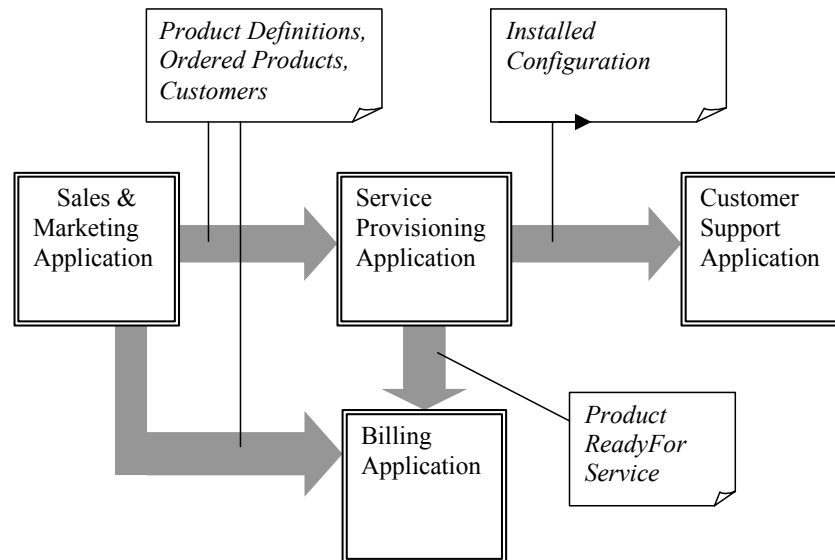 Product Definitions,
Ordered Products,
Customers
Installed
Configuration
Sales &
Marketing
Application
Service
Provisioning
Application
Customer
Support
Application
Billing
Application
Product
ReadyFor
Service